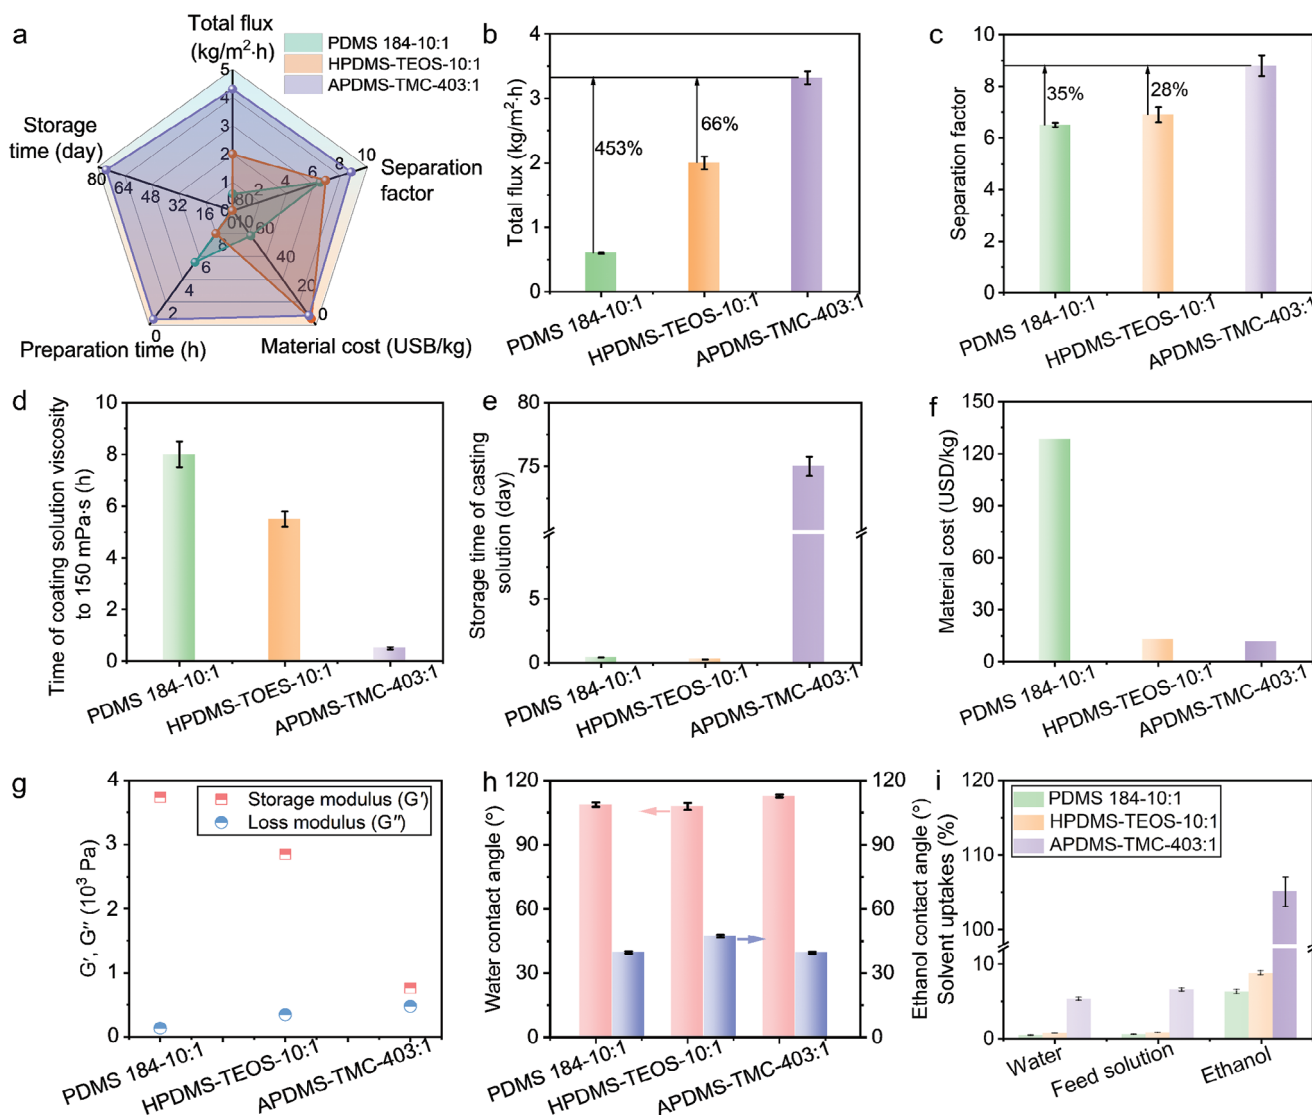 a
Total flux
(kg/m²·h)
PDMS 184-10:1
HPDMS-TEOS-10:1
APDMS-TMC-403:1
Storage
time (day)
Separation
factor
Preparation time (h)
Material cost (USB/kg)
5
4
3
2
1
0
10
8
6
4
2
80
64
48
32
16
0
80
60
40
20
0
10
8
6
4
2
0
b
Total flux (kg/m²·h)
4
3
2
1
0
453%
66%
PDMS 184-10:1
HPDMS-TEOS-10:1
APDMS-TMC-403:1
c
Separation factor
10
8
6
4
2
0
35%
28%
PDMS 184-10:1
HPDMS-TEOS-10:1
APDMS-TMC-403:1
d
Time of coating solution viscosity
to 150 mPa·s (h)
10
8
6
4
2
0
PDMS 184-10:1
HPDMS-TOES-10:1
APDMS-TMC-403:1
e
Storage time of casting
solution (day)
80
75
5
0
PDMS 184-10:1
HPDMS-TEOS-10:1
APDMS-TMC-403:1
f
Material cost (USD/kg)
150
120
90
60
30
0
PDMS 184-10:1
HPDMS-TEOS-10:1
APDMS-TMC-403:1
g
G′, G″ (10³ Pa)
4
3
2
1
0
Storage modulus (G′)
Loss modulus (G″)
PDMS 184-10:1
HPDMS-TEOS-10:1
APDMS-TMC-403:1
h
Water contact angle (°)
120
90
60
30
0
120
90
60
30
0
Ethanol contact angle (°)
PDMS 184-10:1
HPDMS-TEOS-10:1
APDMS-TMC-403:1
i
Solvent uptakes (%)
120
110
100
10
5
0
PDMS 184-10:1
HPDMS-TEOS-10:1
APDMS-TMC-403:1
Water
Feed solution
Ethanol